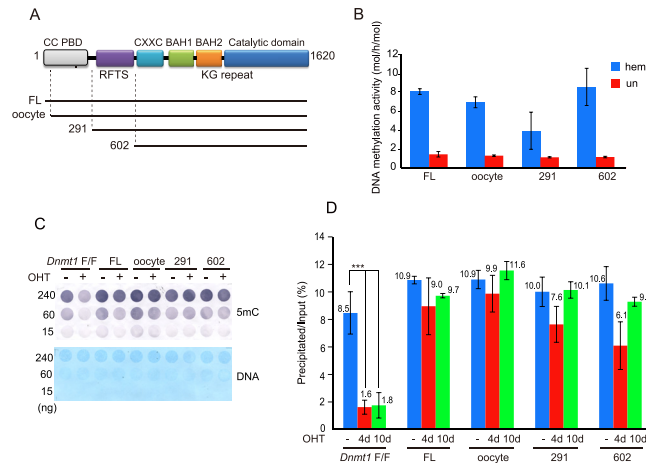 A
CC PBD CXXC BAH1 BAH2 Catalytic domain
1 1620
RFTS KG repeat
FL
oocyte
291
602
B
DNA methylation activity (mol/h/mol)
12
10
8
6
4
2
0
hem
un
FL oocyte 291 602
C
Dnmt1 F/F FL oocyte 291 602
OHT - + - + - + - + - +
240
60
15
5mC
240
60
15
(ng)
DNA
D
Precipitated/Input (%)
14
12
10
8
6
4
2
0
***
8.5 1.6 1.8
10.9 9.0 9.7
10.9 9.9 11.6
10.0 7.6 10.1
10.6 6.1 9.
OHT - 4d 10d - 4d 10d - 4d 10d - 4d 10d - 4d 10d
Dnmt1 F/F FL oocyte 291 602